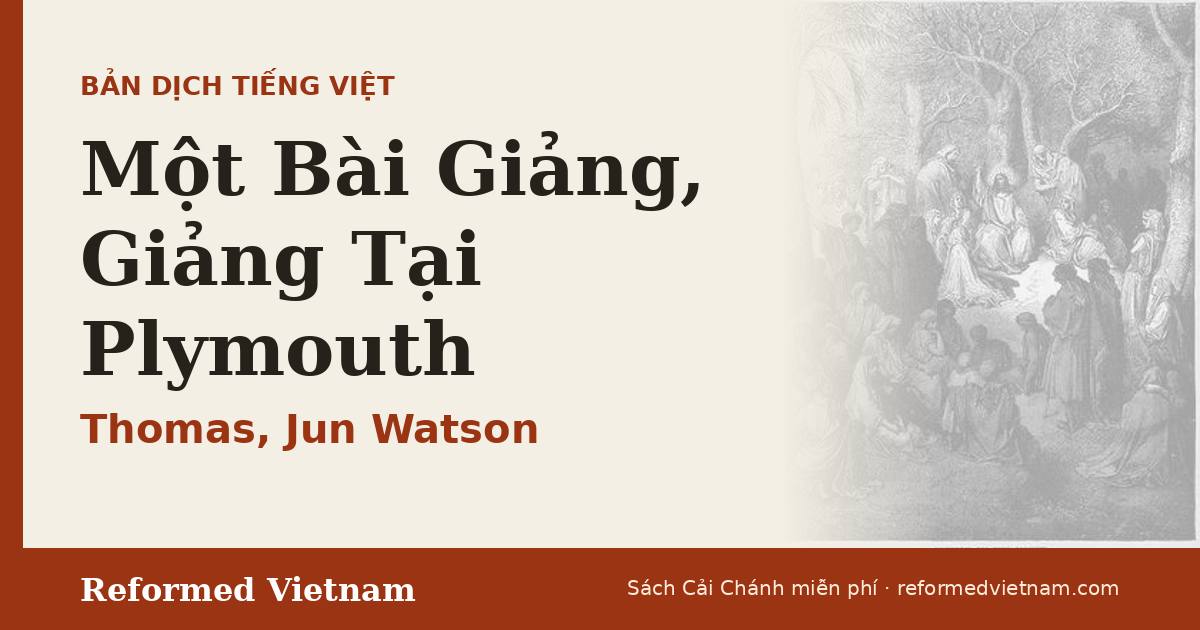 BẢN DỊCH TIẾNG VIỆT
Một Bài Giảng,
Giảng Tại
Plymouth
Thomas, Jun Watson
Reformed Vietnam
Sách Cải Chánh miễn phí · reformedvietnam.com